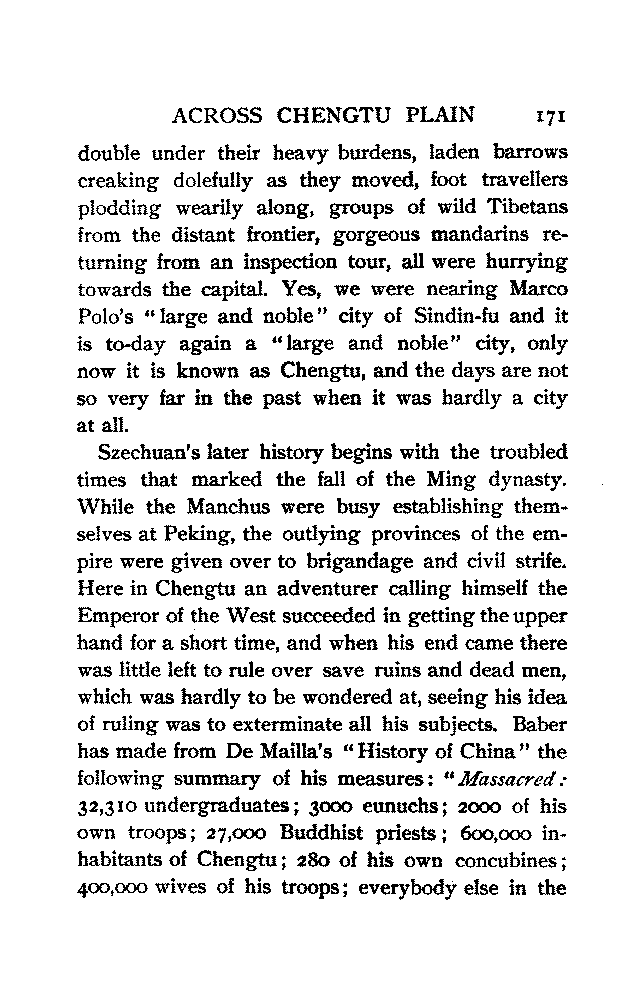 ACROSS CHENGTU PLAIN 171
double under their heavy burdens, laden barrows
creaking dolefully as they moved, foot travellers
plodding wearily along, groups of wild Tibetans
from the distant frontier, gorgeous mandarins re-
turning from an inspection tour, all were hurrying
towards the capital. Yes, we were nearing Marco
Polo's "large and noble" city of Sindin-fu and it
is to-day again a "large and noble" city, only
now it is known as Chengtu, and the days are not
so very far in the past when it was hardly a city
at all.
Szechuan's later history begins with the troubled
times that marked the fall of the Ming dynasty.
While the Manchus were busy establishing them-
selves at Peking, the outlying provinces of the em-
pire were given over to brigandage and civil strife.
Here in Chengtu an adventurer calling himself the
Emperor of the West succeeded in getting the upper
hand for a short time, and when his end came there
was little left to rule over save ruins and dead men,
which was hardly to be wondered at, seeing his idea
of ruling was to exterminate all his subjects. Baber
has made from De Mailla's "History of China" the
following summary of his measures: "Massacred:
32,310 undergraduates; 3000 eunuchs; 2000 of his
own troops; 27,000 Buddhist priests; 600,000 in-
habitants of Chengtu; 280 of his own concubines;
400,000 wives of his troops; everybody else in the